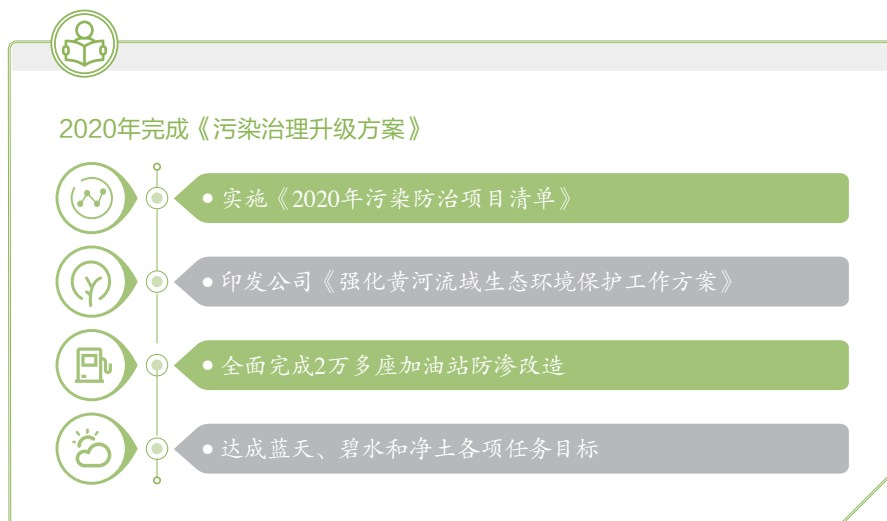 2020年完成《污染治理升级方案》
● 实施《2020年污染防治项目清单》
● 印发公司《强化黄河流域生态环境保护工作方案》
● 全面完成2万多座加油站防渗改造
● 达成蓝天、碧水和净土各项任务目标